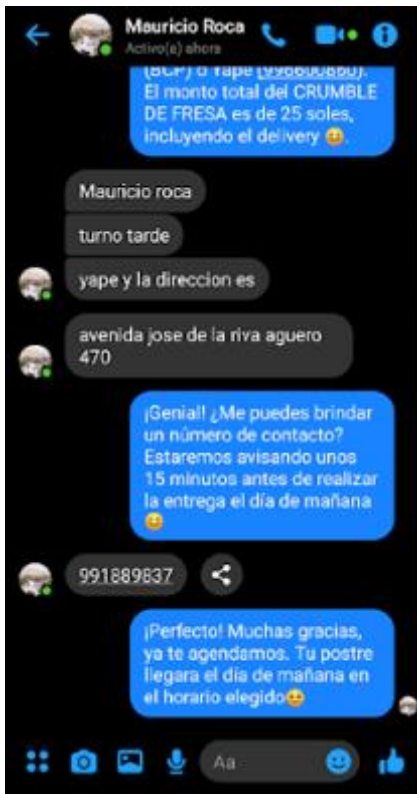 Mauricio Roca
Activo(a) ahora
(BCP) o Yape (996600860).
El monto total del CRUMBLE
DE FRESA es de 25 soles,
incluyendo el delivery
Mauricio roca
turno tarde
yape y la direccion es
avenida jose de la riva aguero
470
¡Genial! ¿Me puedes brindar
un número de contacto?
Estaremos avisando unos
15 minutos antes de realizar
la entrega el día de mañana
991889837
¡Perfecto! Muchas gracias,
ya te agendamos. Tu postre
llegara el día de mañana en
el horario elegido
Aa